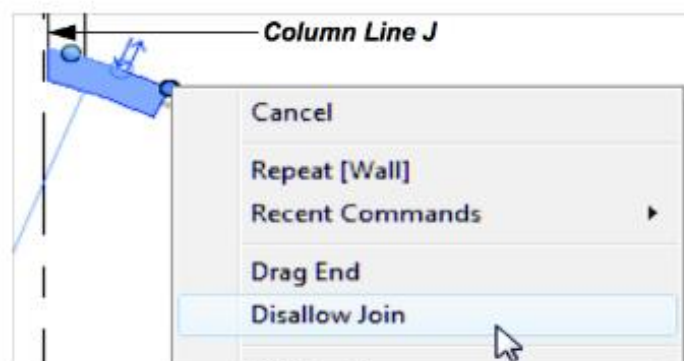 Column Line J
Cancel
Repeat [Wall]
Recent Commands
Drag End
Disallow Join